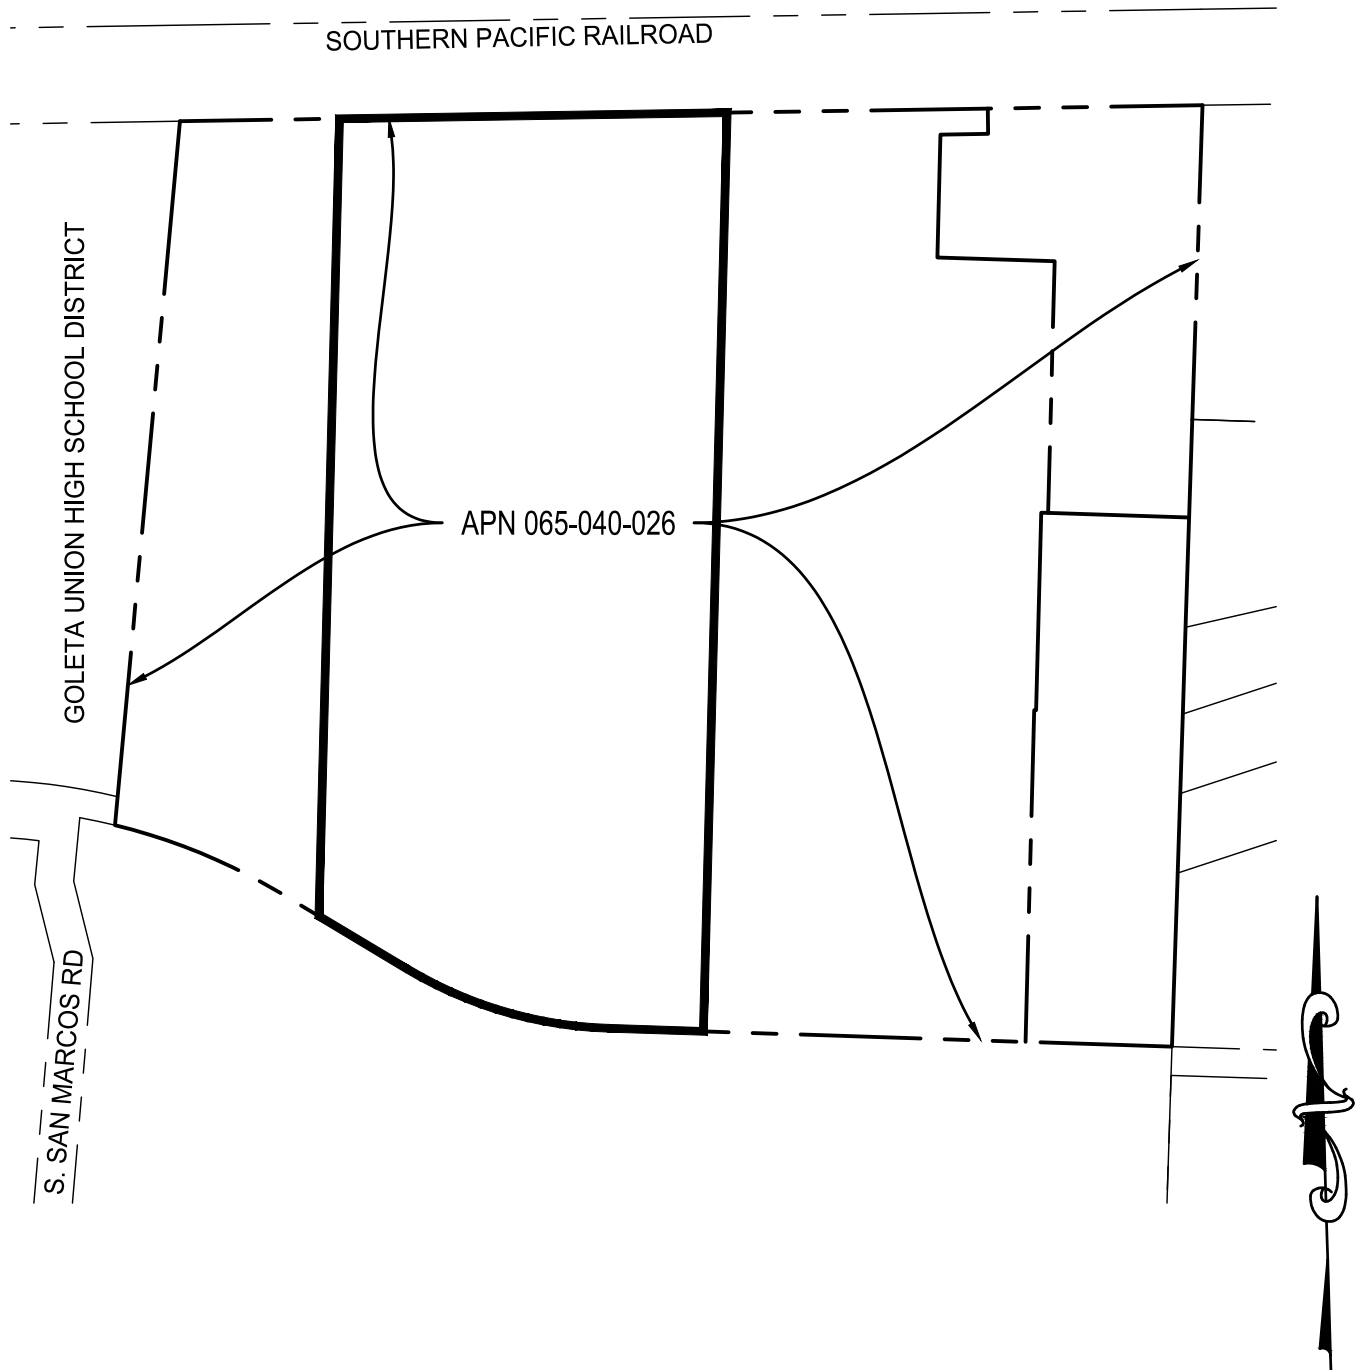 SOUTHERN PACIFIC RAILROAD
GOLETA UNION HIGH SCHOOL DISTRICT
APN 065-040-026
S. SAN MARCOS RD